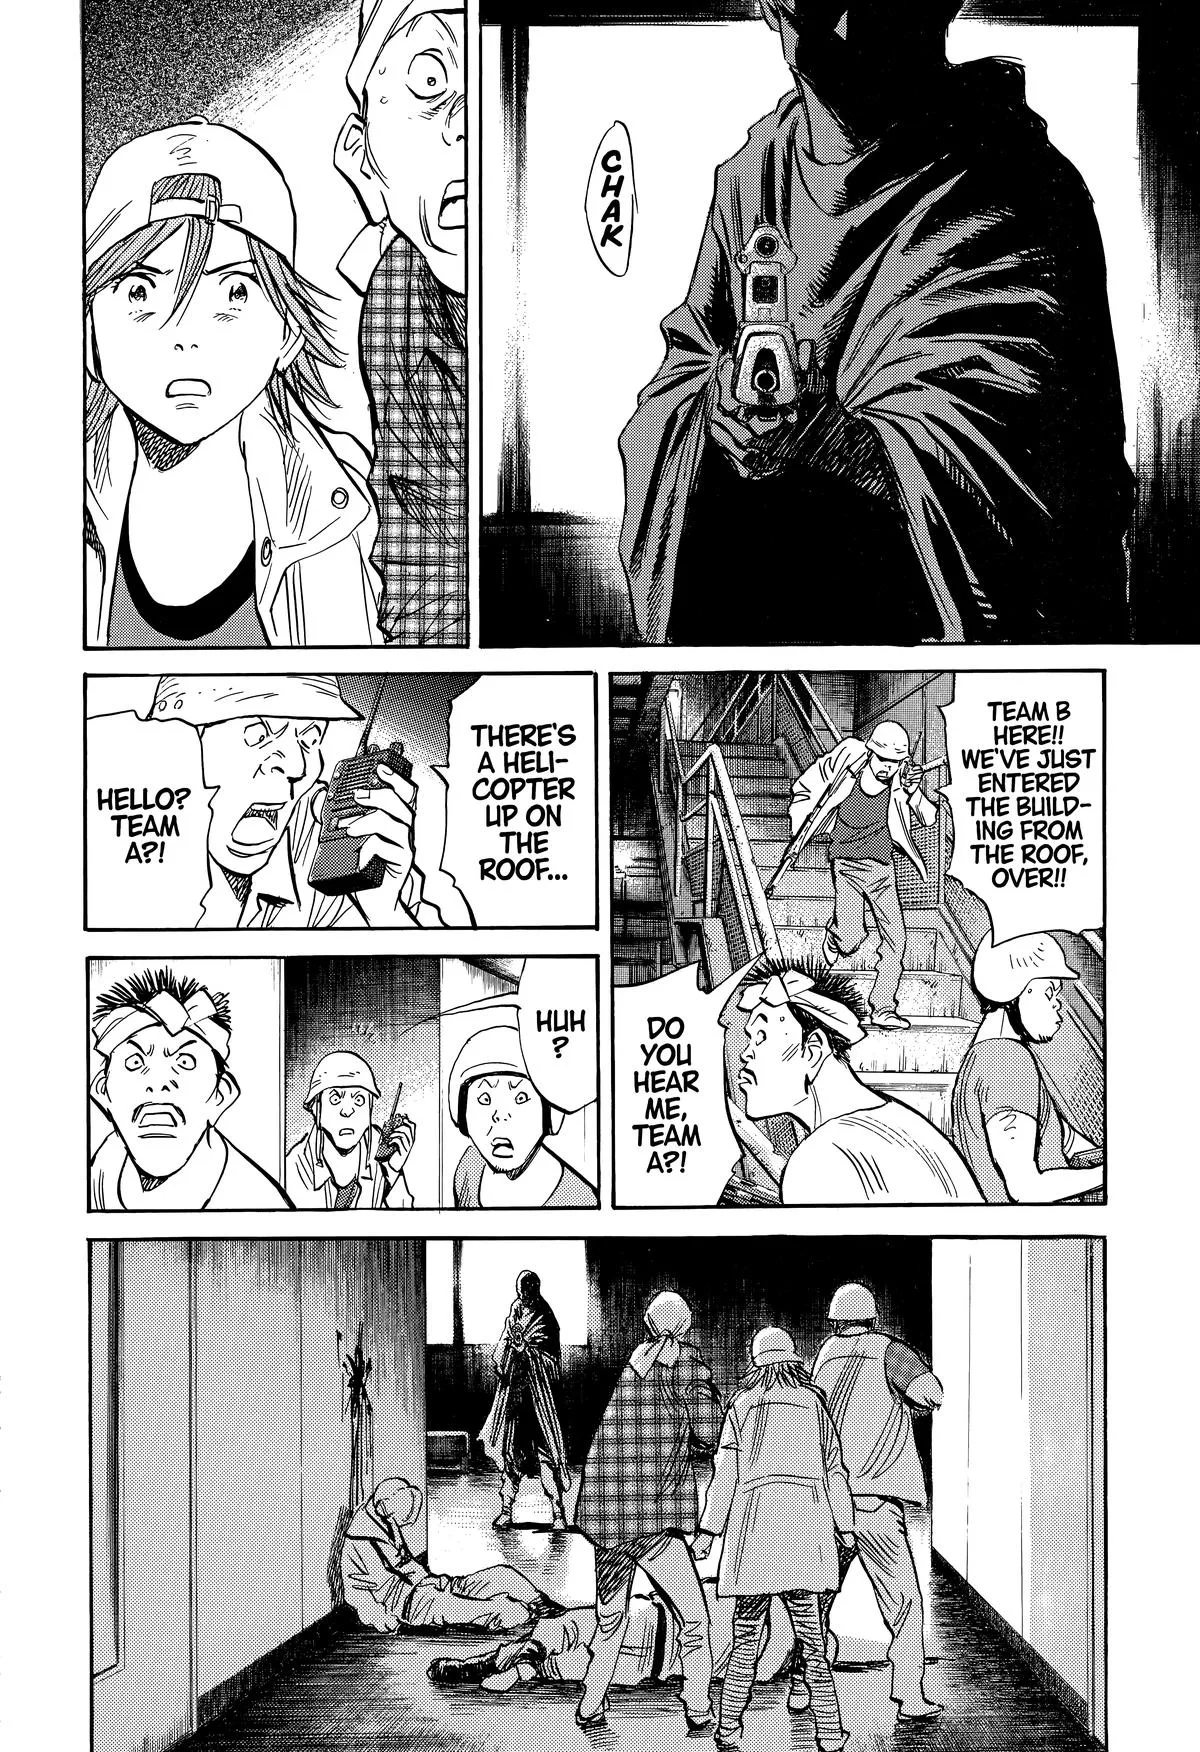 CHAK
TEAM B
HERE!!
WE'VE JUST
ENTERED
THE BUILD-
ING FROM
THE ROOF,
OVER!!
DO
YOU
HEAR
ME,
TEAM
A?!
THERE'S
A HELI-
COPTER
UP ON
THE
ROOF...
HELLO?
TEAM
A?!
HUH
?